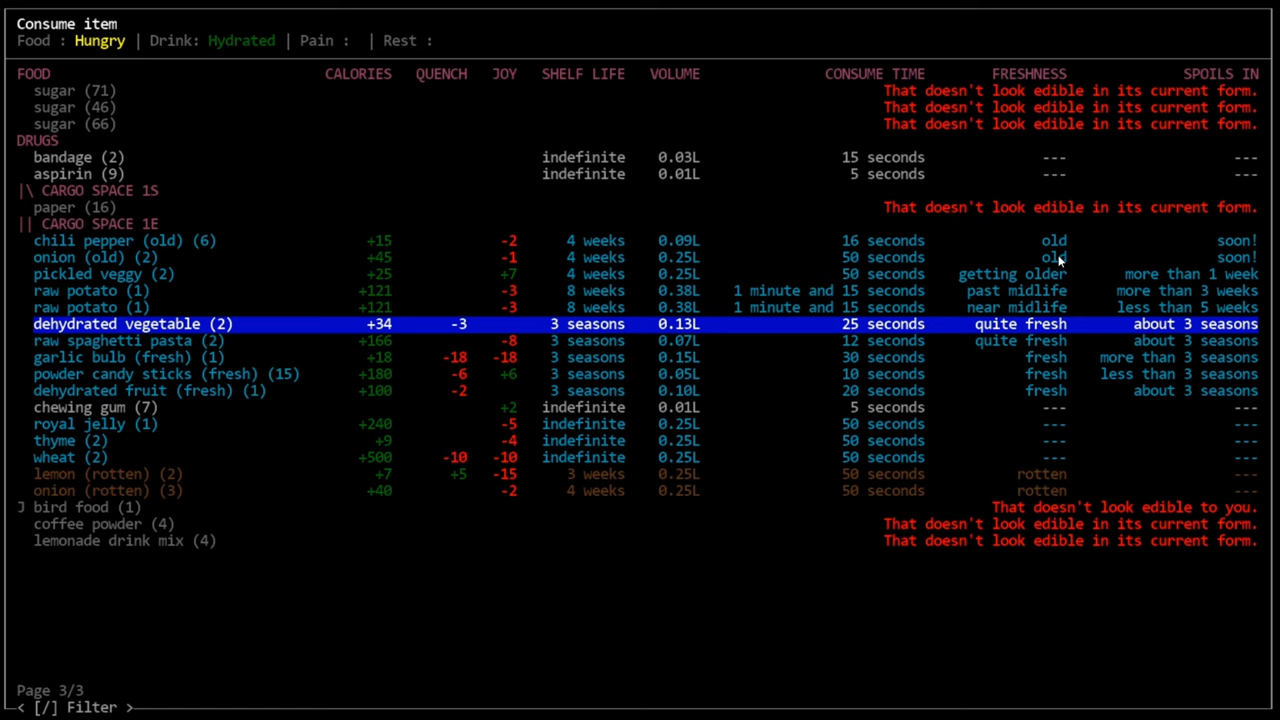 Consume item
Food : Hungry | Drink: Hydrated | Pain :  | Rest :
FOOD CALORIES QUENCH JOY SHELF LIFE VOLUME CONSUME TIME FRESHNESS SPOILS IN
sugar (71) That doesn't look edible in its current form.
sugar (46) That doesn't look edible in its current form.
sugar (66) That doesn't look edible in its current form.
DRUGS
bandage (2) indefinite 0.03L 15 seconds --- ---
aspirin (9) indefinite 0.01L 5 seconds --- ---
|\ CARGO SPACE 1S
paper (16) That doesn't look edible in its current form.
|| CARGO SPACE 1E
chili pepper (old) (6) +15 -2 4 weeks 0.09L 16 seconds old soon!
onion (old) (2) +45 -1 4 weeks 0.25L 50 seconds old soon!
pickled veggy (2) +25 +7 4 weeks 0.25L 50 seconds getting older more than 1 week
raw potato (1) +121 -3 8 weeks 0.38L 1 minute and 15 seconds past midlife more than 3 weeks
raw potato (1) +121 -3 8 weeks 0.38L 1 minute and 15 seconds near midlife less than 5 weeks
dehydrated vegetable (2) +34 -3 3 seasons 0.13L 25 seconds quite fresh about 3 seasons
raw spaghetti pasta (2) +166 -8 3 seasons 0.07L 12 seconds quite fresh about 3 seasons
garlic bulb (fresh) (1) +18 -18 -18 3 seasons 0.15L 30 seconds fresh more than 3 seasons
powder candy sticks (fresh) (15) +180 -6 +6 3 seasons 0.05L 10 seconds fresh less than 3 seasons
dehydrated fruit (fresh) (1) +100 -2 3 seasons 0.10L 20 seconds fresh about 3 seasons
chewing gum (7) +2 indefinite 0.01L 5 seconds --- ---
royal jelly (1) +240 -5 indefinite 0.25L 50 seconds --- ---
thyme (2) +9 -4 indefinite 0.25L 50 seconds --- ---
wheat (2) +500 -10 -10 indefinite 0.25L 50 seconds --- ---
lemon (rotten) (2) +7 +5 -15 3 weeks 0.25L 50 seconds rotten ---
onion (rotten) (3) +40 -2 4 weeks 0.25L 50 seconds rotten ---
J bird food (1) That doesn't look edible to you.
coffee powder (4) That doesn't look edible in its current form.
lemonade drink mix (4) That doesn't look edible in its current form.
Page 3/3
< [/] Filter >